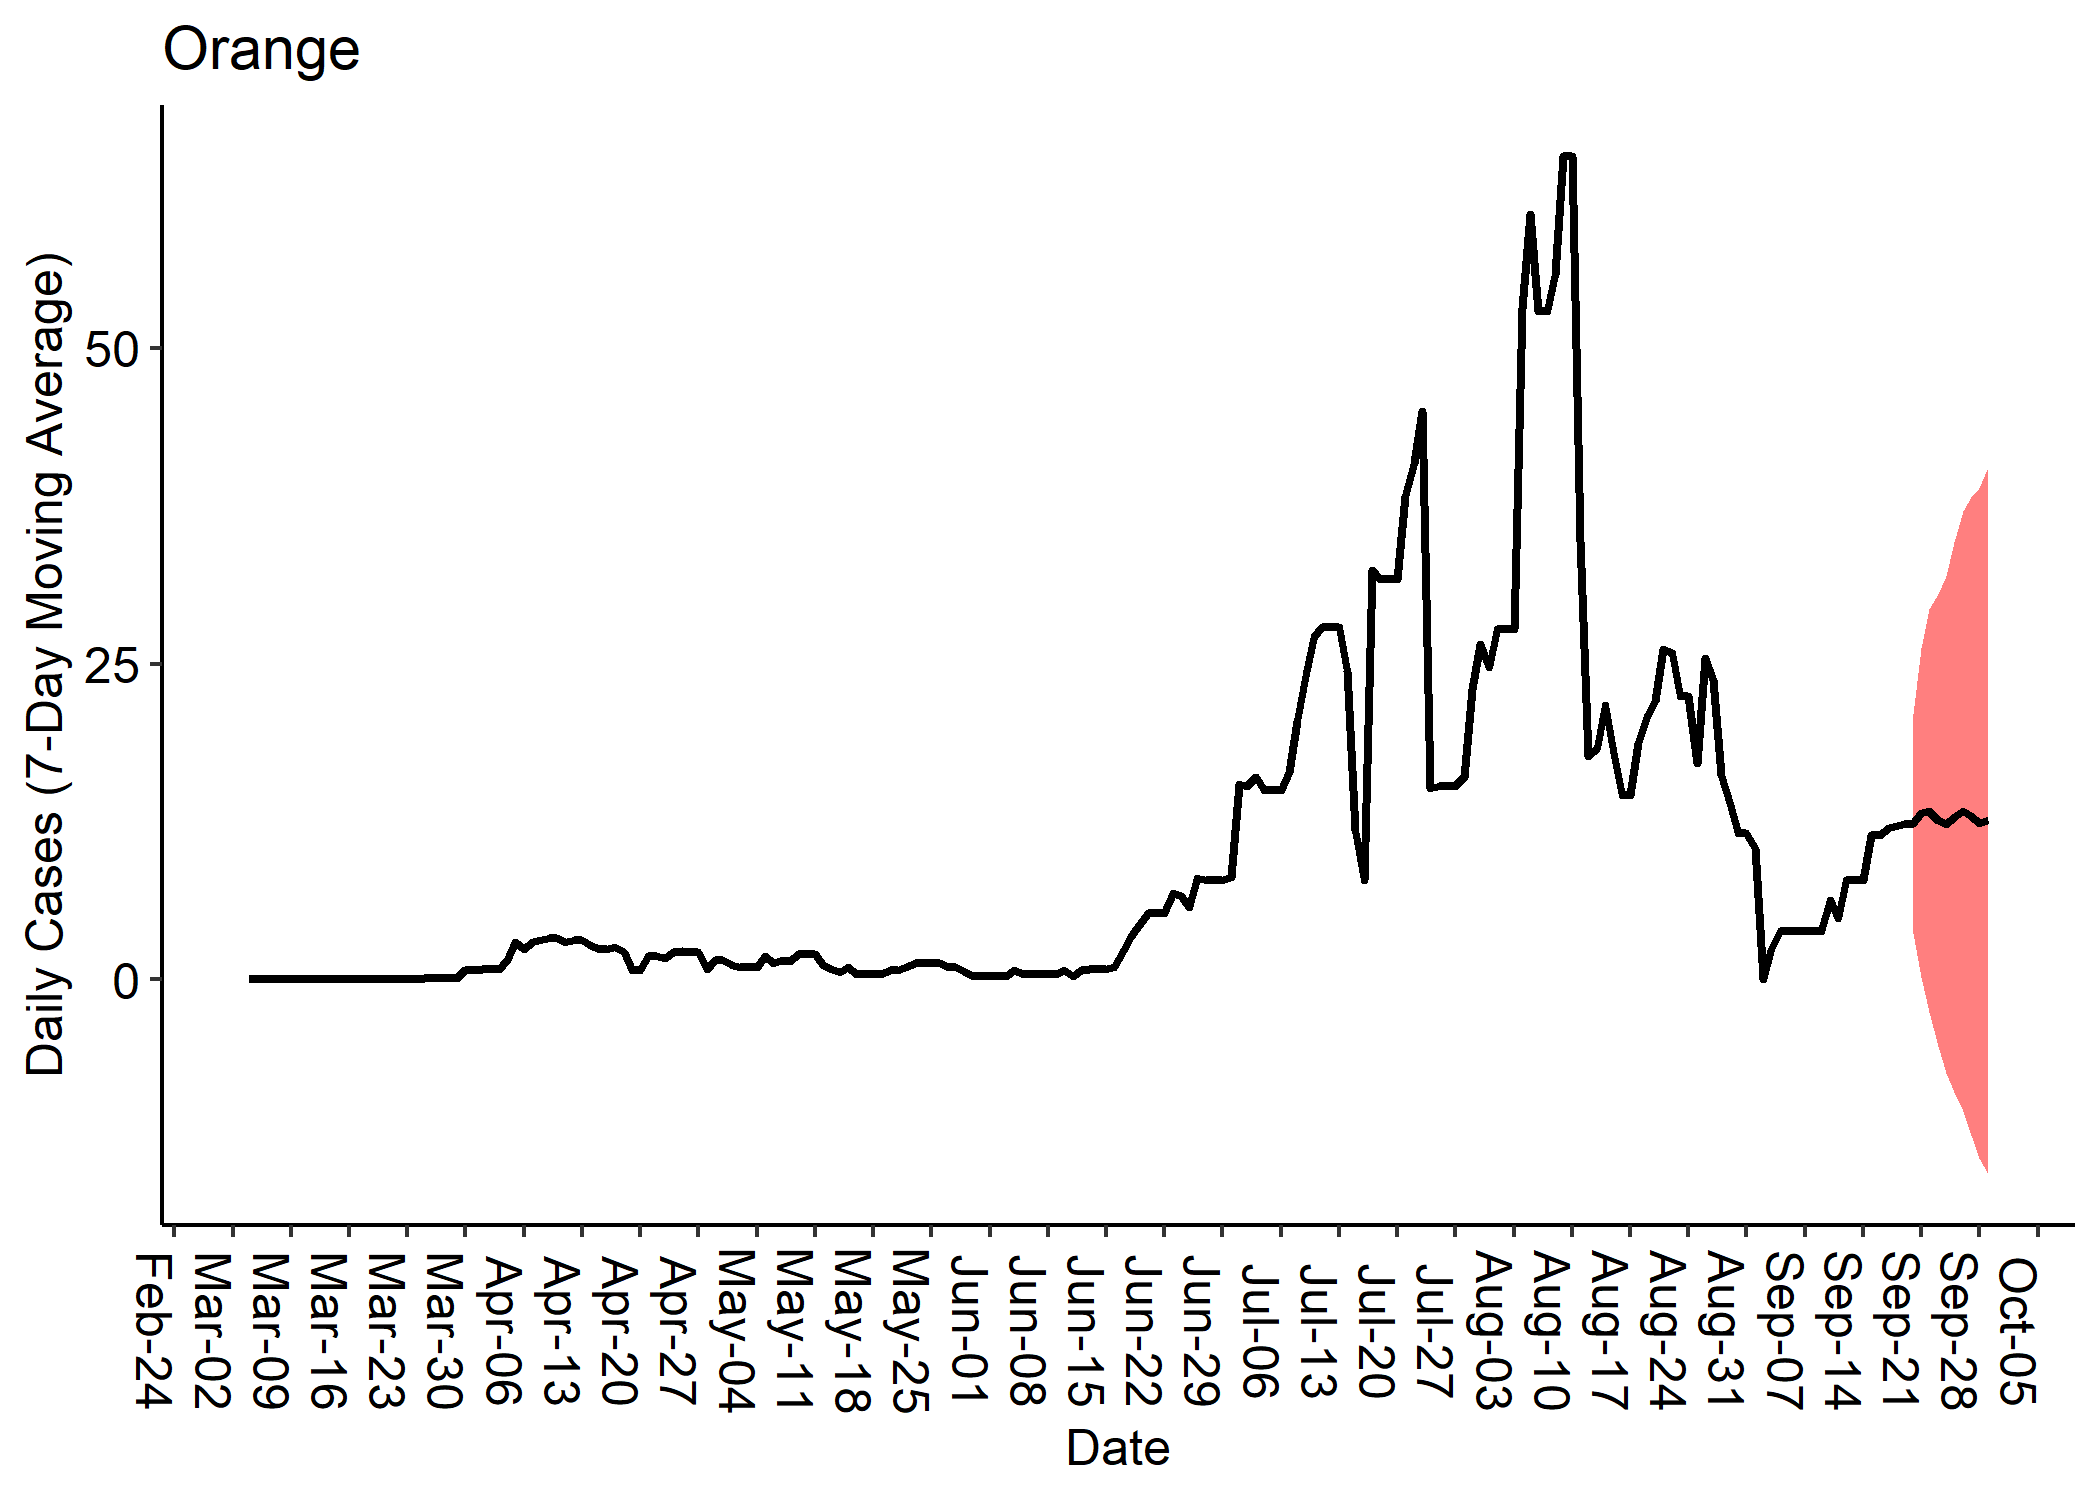 Orange
Daily Cases (7-Day Moving Average)
50
25
0
Feb-24
Mar-02
Mar-09
Mar-16
Mar-23
Mar-30
Apr-06
Apr-13
Apr-20
Apr-27
May-04
May-11
May-18
May-25
Jun-01
Jun-08
Jun-15
Jun-22
Jun-29
Jul-06
Jul-13
Jul-20
Jul-27
Aug-03
Aug-10
Aug-17
Aug-24
Aug-31
Sep-07
Sep-14
Sep-21
Sep-28
Oct-05
Date